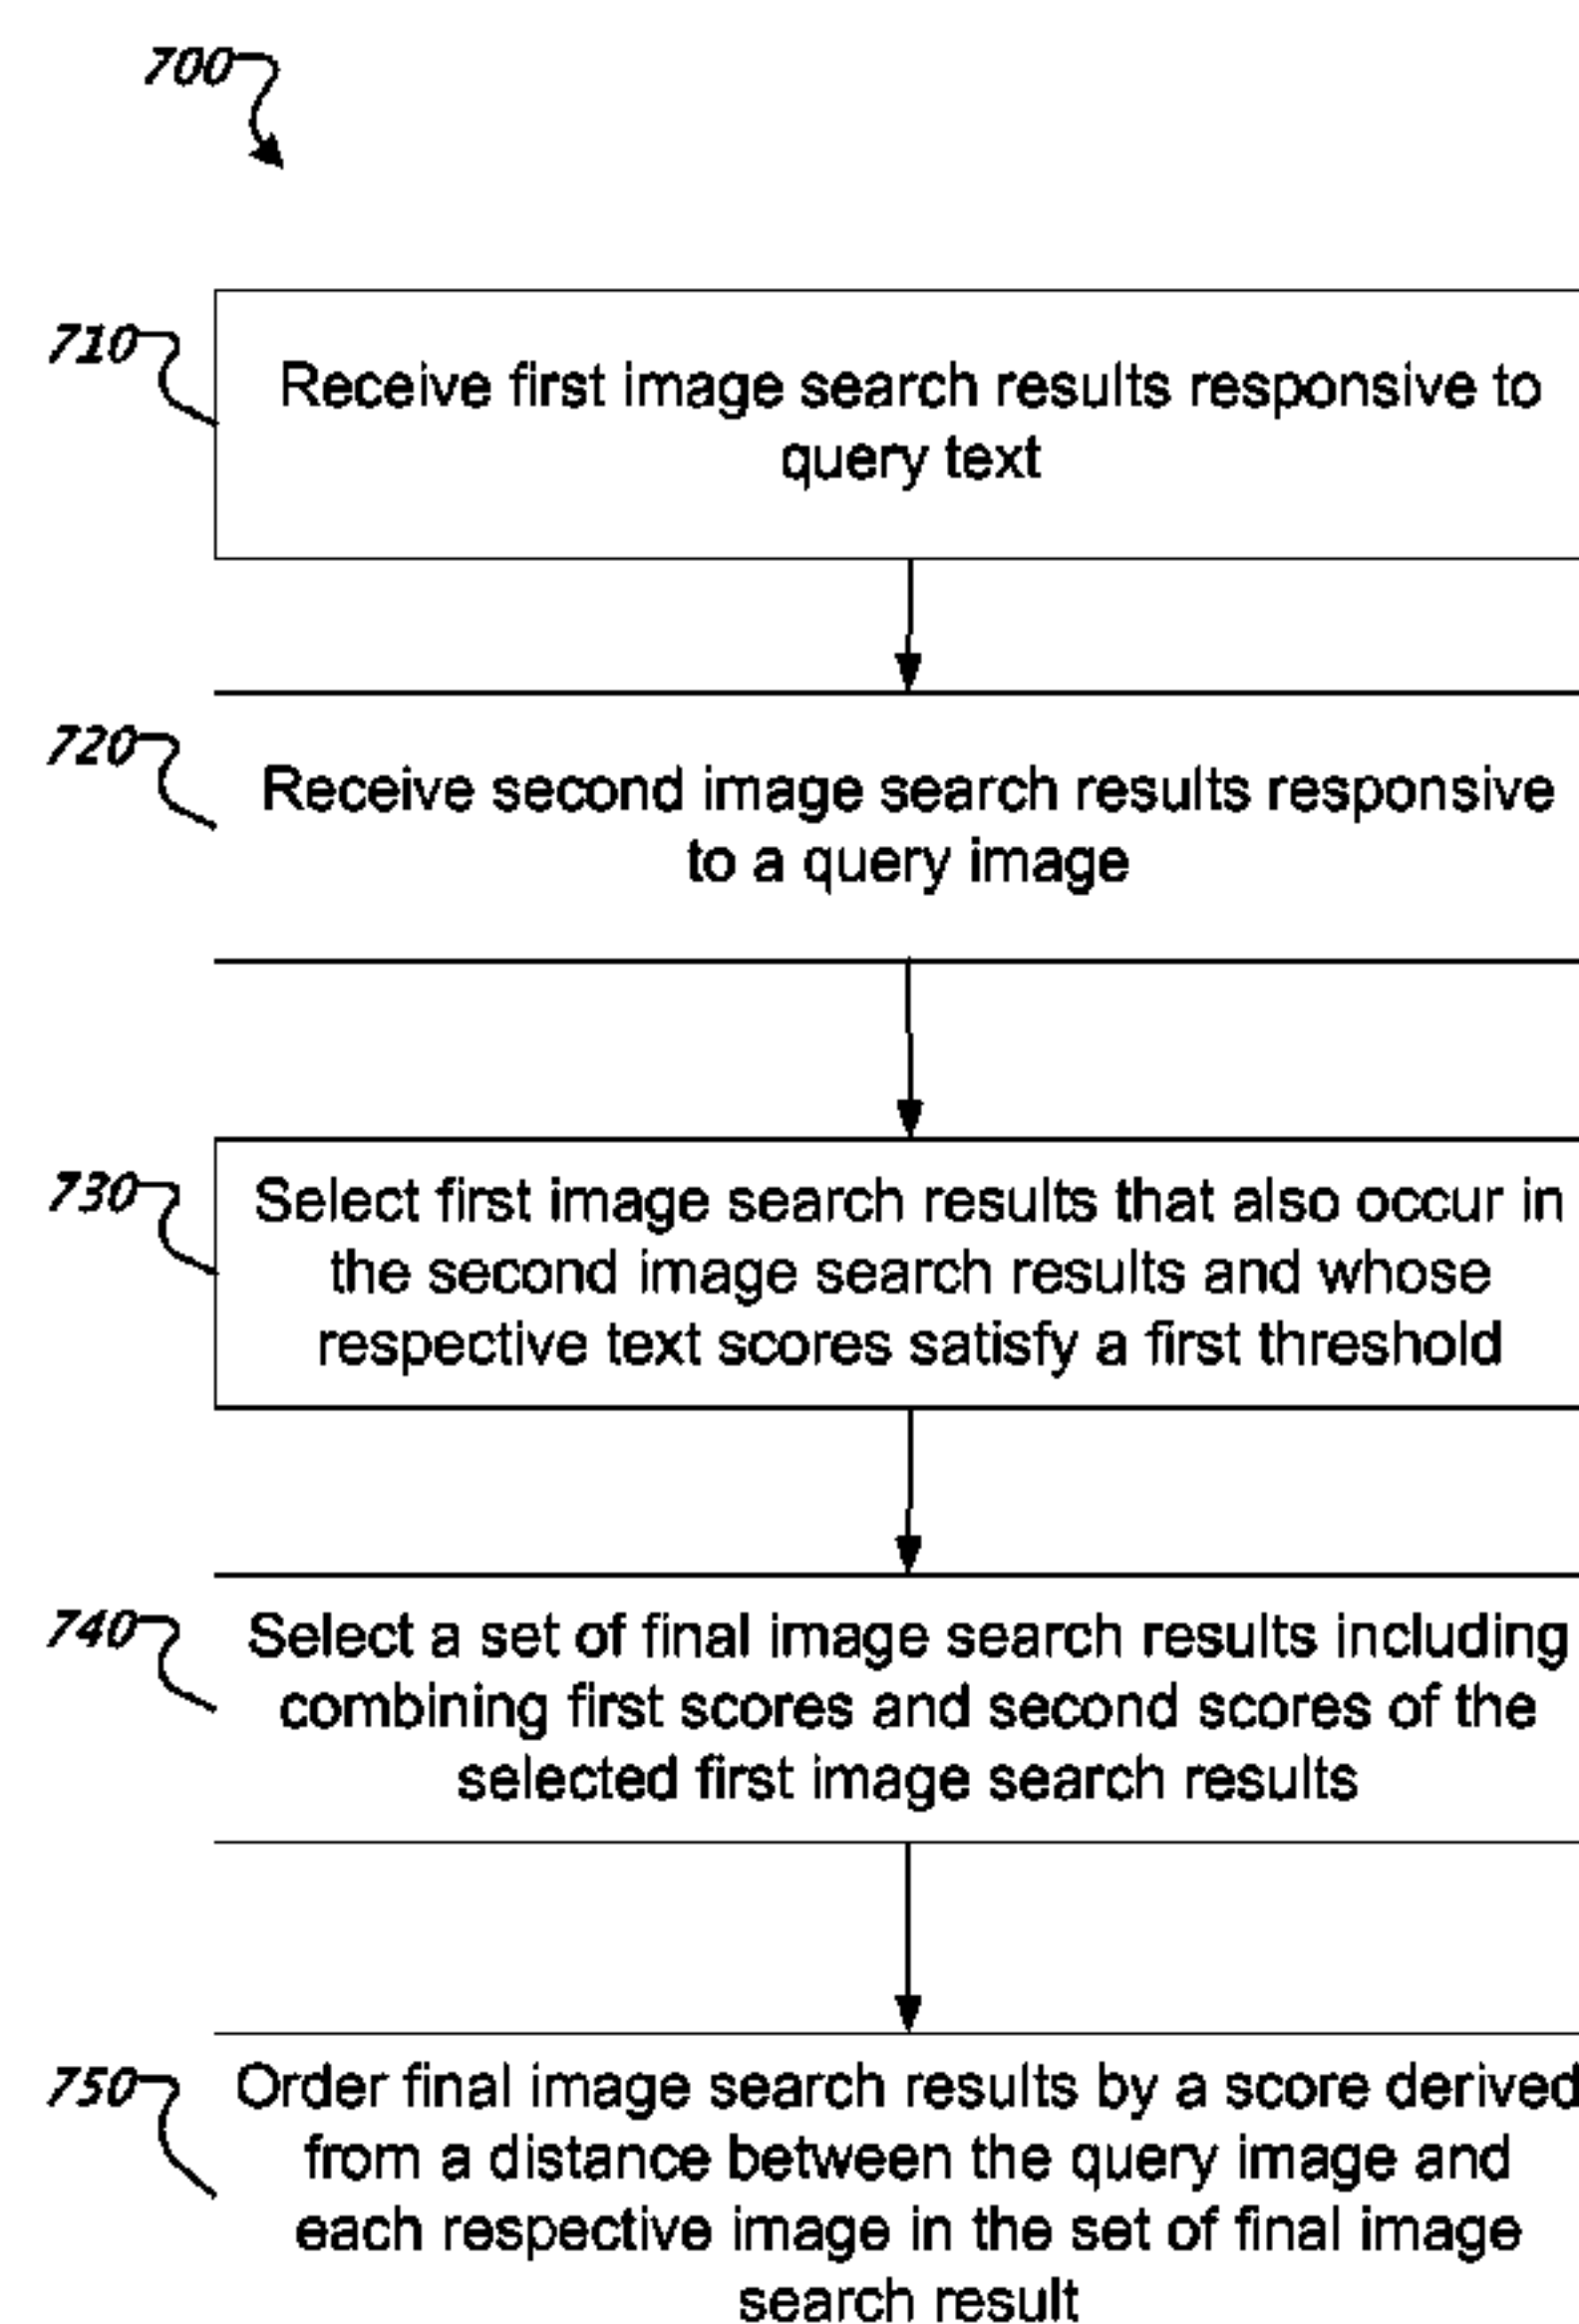 700
710
Receive first image search results responsive to
query text
720
Receive second image search results responsive
to a query image
730
Select first image search results that also occur in
the second image search results and whose
respective text scores satisfy a first threshold
740
Select a set of final image search results including
combining first scores and second scores of the
selected first image search results
750
Order final image search results by a score derived
from a distance between the query image and
each respective image in the set of final image
search result